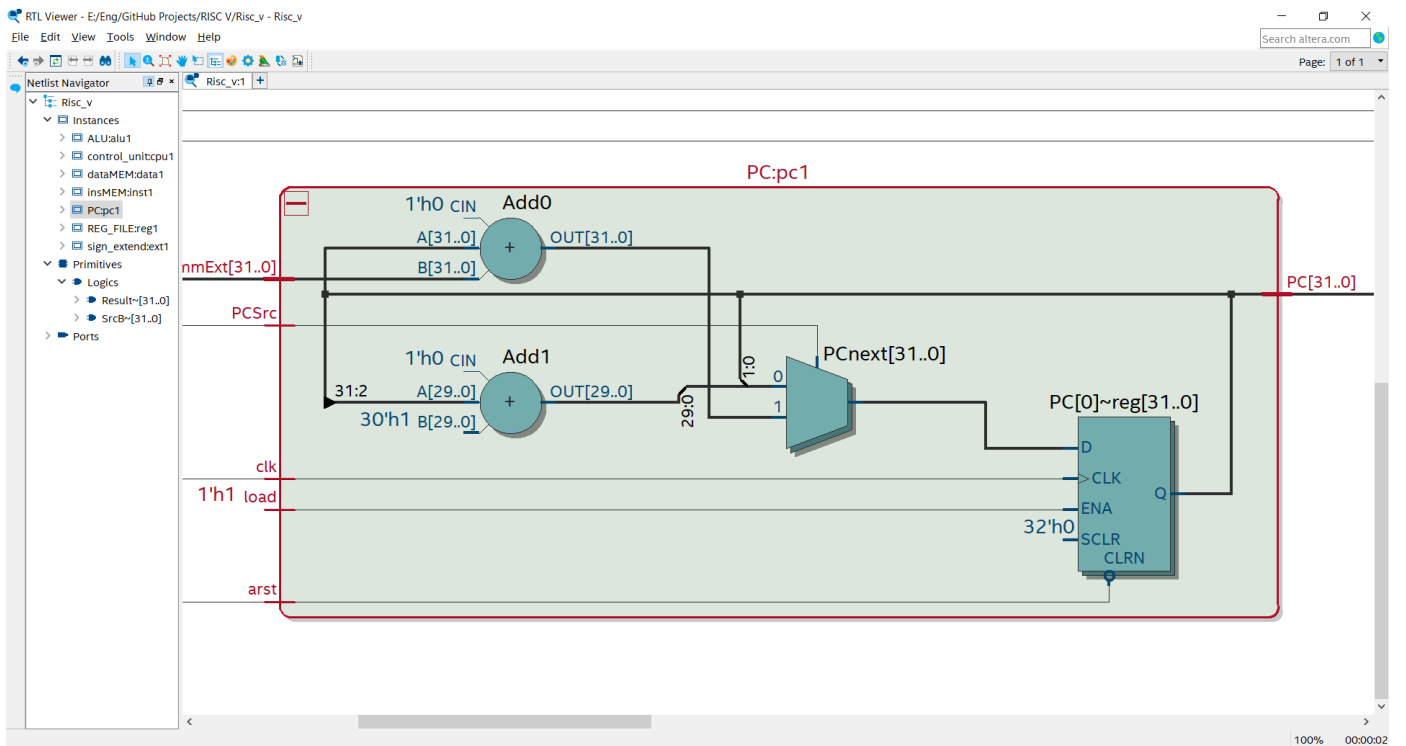 RTL Viewer - E:/Eng/GitHub Projects/RISC V/Risc_v - Risc_v
File Edit View Tools Window Help
Search altera.com
Page: 1 of 1
Netlist Navigator
Risc_v:1
Risc_v
Instances
ALU:alu1
control_unit:cpu1
dataMEM:data1
insMEM:inst1
PC:pc1
REG_FILE:reg1
sign_extend:ext1
Primitives
Logics
Result~[31..0]
SrcB~[31..0]
Ports
PC:pc1
1'h0 CIN Add0
A[31..0] + OUT[31..0]
B[31..0]
mmExt[31..0]
PC[31..0]
PCSrc
1'h0 CIN Add1
PCnext[31..0]
1:0
0
31:2 A[29..0] + OUT[29..0]
29:0
1
30'h1 B[29..0]
PC[0]~reg[31..0]
D
clk
CLK
1'h1 load
Q
ENA
32'h0
SCLR
CLRN
arst
100% 00:00:02